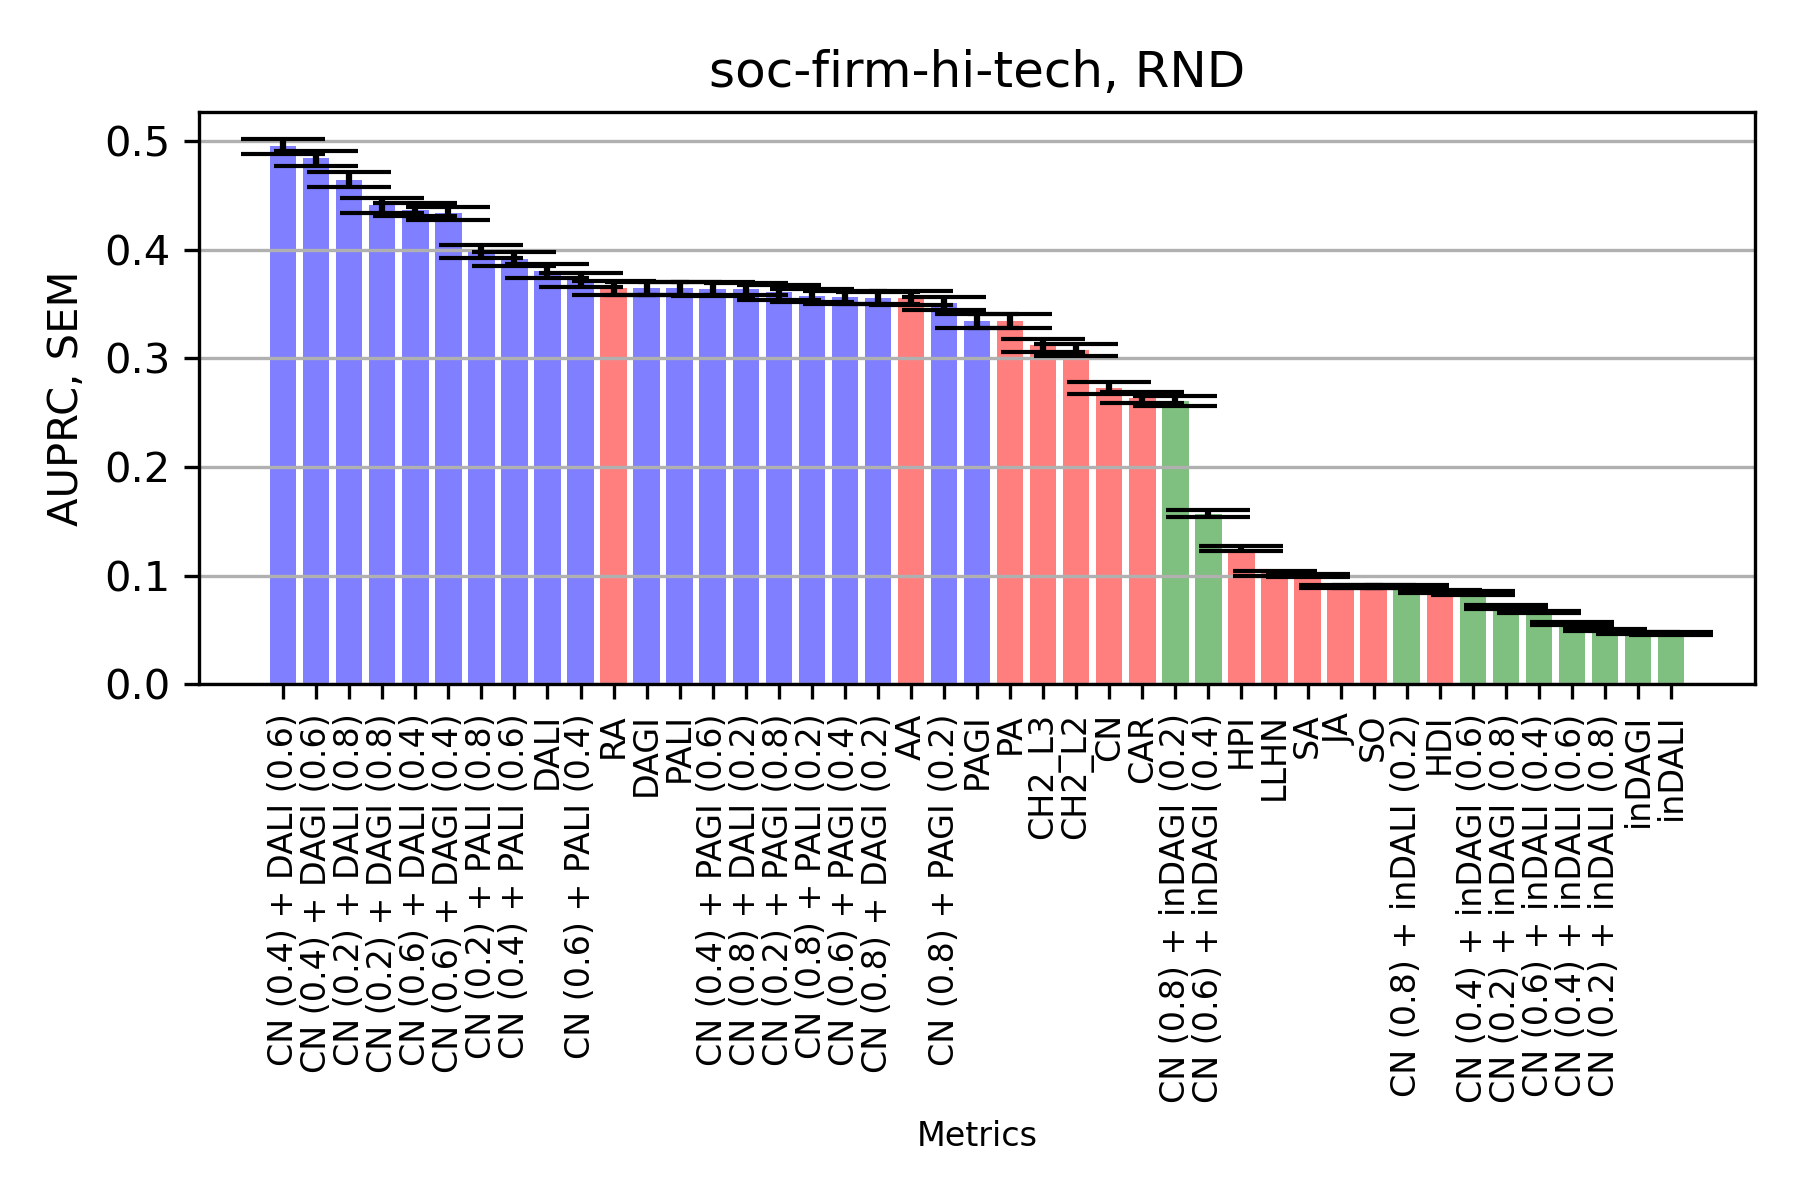 soc-firm-hi-tech, RND
AUPRC, SEM
0.5
0.4
0.3
0.2
0.1
0.0
CN (0.4) + DALI (0.6)
CN (0.4) + DAGI (0.6)
CN (0.2) + DALI (0.8)
CN (0.2) + DAGI (0.8)
CN (0.6) + DALI (0.4)
CN (0.6) + DAGI (0.4)
CN (0.2) + PALI (0.8)
CN (0.4) + PALI (0.6)
DALI
CN (0.6) + PALI (0.4)
RA
DAGI
PALI
CN (0.4) + PAGI (0.6)
CN (0.8) + DALI (0.2)
CN (0.2) + PAGI (0.8)
CN (0.8) + PALI (0.2)
CN (0.6) + PAGI (0.4)
CN (0.8) + DAGI (0.2)
AA
CN (0.8) + PAGI (0.2)
PAGI
PA
CH2_L3
CH2_L2
CN
CAR
CN (0.8) + inDAGI (0.2)
CN (0.6) + inDAGI (0.4)
HPI
LLHN
SA
JA
SO
CN (0.8) + inDALI (0.2)
HDI
CN (0.4) + inDAGI (0.6)
CN (0.2) + inDAGI (0.8)
CN (0.6) + inDALI (0.4)
CN (0.4) + inDALI (0.6)
CN (0.2) + inDALI (0.8)
inDAGI
inDALI
Metrics